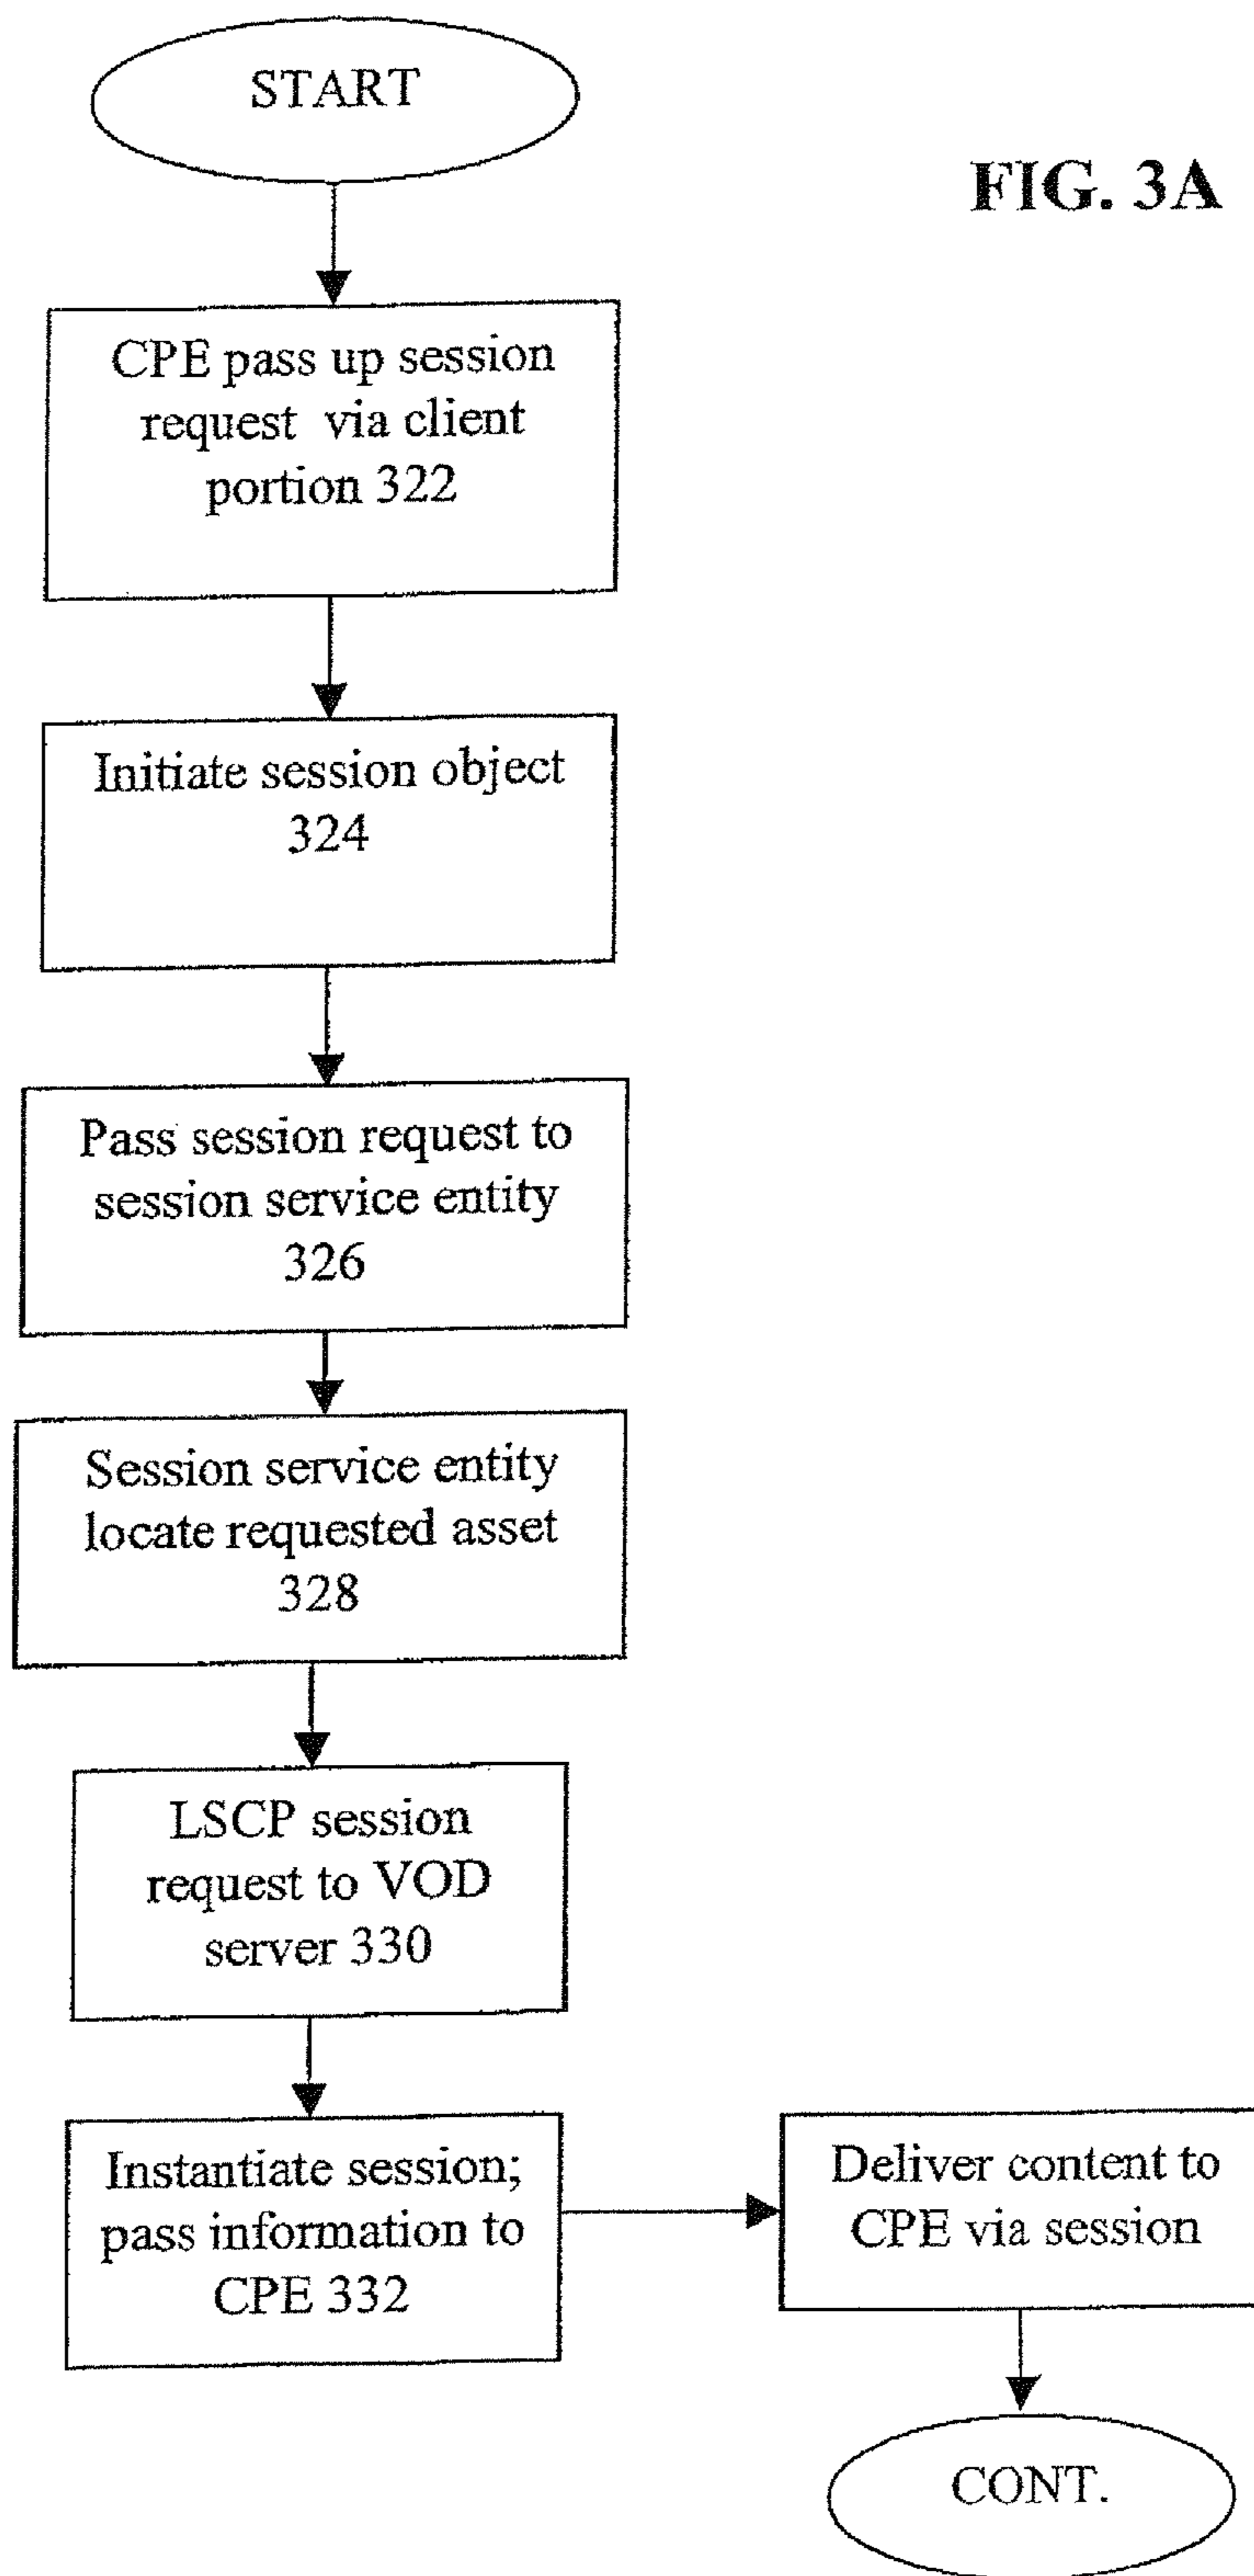 START
FIG. 3A
CPE pass up session
request via client
portion 322
Initiate session object
324
Pass session request to
session service entity
326
Session service entity
locate requested asset
328
LSCP session
request to VOD
server 330
Instantiate session;
pass information to
CPE 332
Deliver content to
CPE via session
CONT.